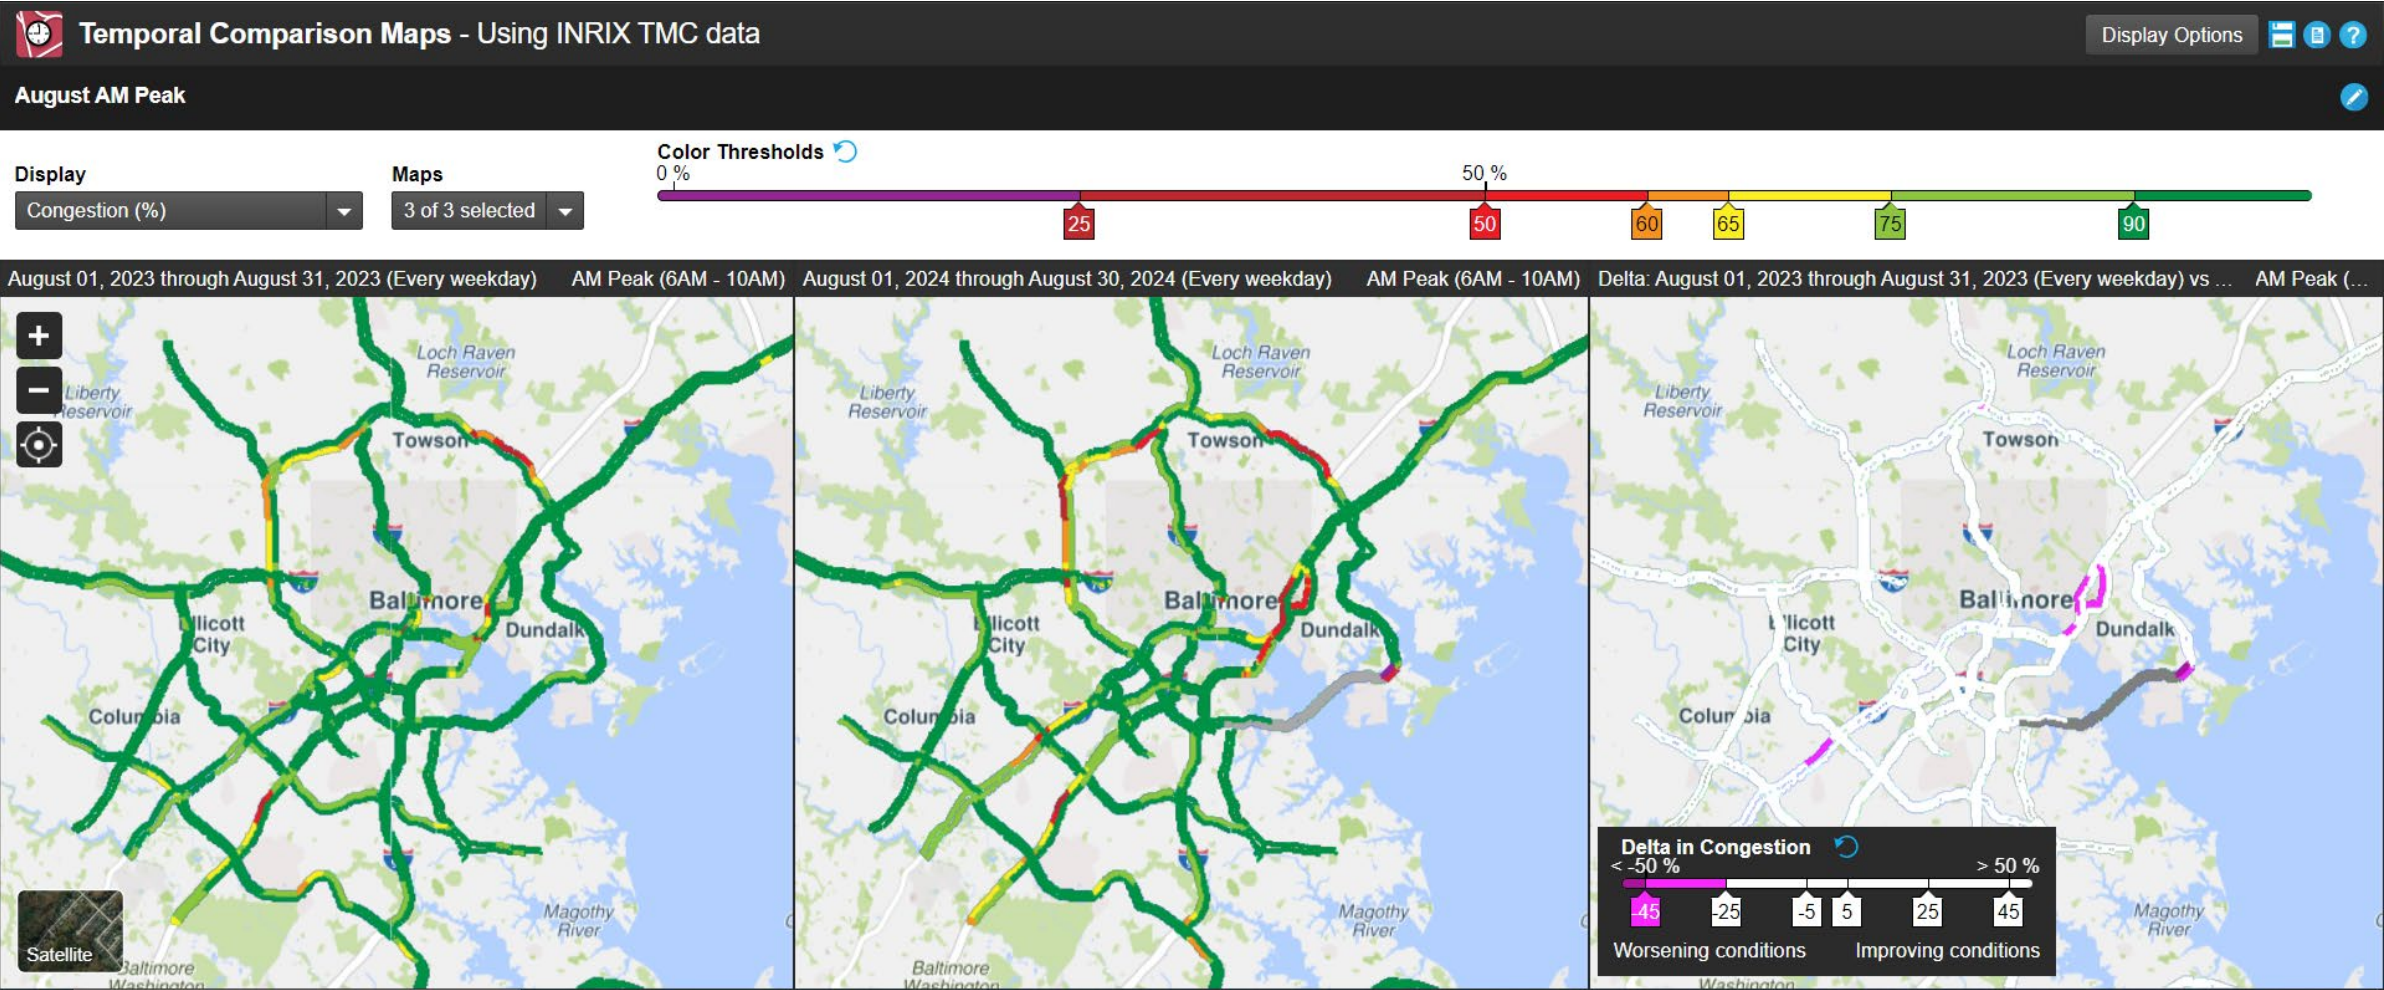 Temporal Comparison Maps - Using INRIX TMC data
Display Options
?
August AM Peak
Display
Congestion (%)
Maps
3 of 3 selected
Color Thresholds
0 %
50 %
25
50
60
65
75
90
August 01, 2023 through August 31, 2023 (Every weekday)
AM Peak (6AM - 10AM)
August 01, 2024 through August 30, 2024 (Every weekday)
AM Peak (6AM - 10AM)
Delta: August 01, 2023 through August 31, 2023 (Every weekday) vs ...
AM Peak (...
+
−
Liberty
Reservoir
Loch Raven
Reservoir
Towson
Baltimore
Dundalk
Ellicott
City
Columbia
Magothy
River
Baltimore
Washington
Satellite
Liberty
Reservoir
Loch Raven
Reservoir
Towson
Baltimore
Dundalk
Ellicott
City
Columbia
Magothy
River
Baltimore
Washington
Liberty
Reservoir
Loch Raven
Reservoir
Towson
Baltimore
Dundalk
Ellicott
City
Columbia
Magothy
River
Washington
Delta in Congestion
< -50 %
> 50 %
-45
-25
-5
5
25
45
Worsening conditions
Improving conditions